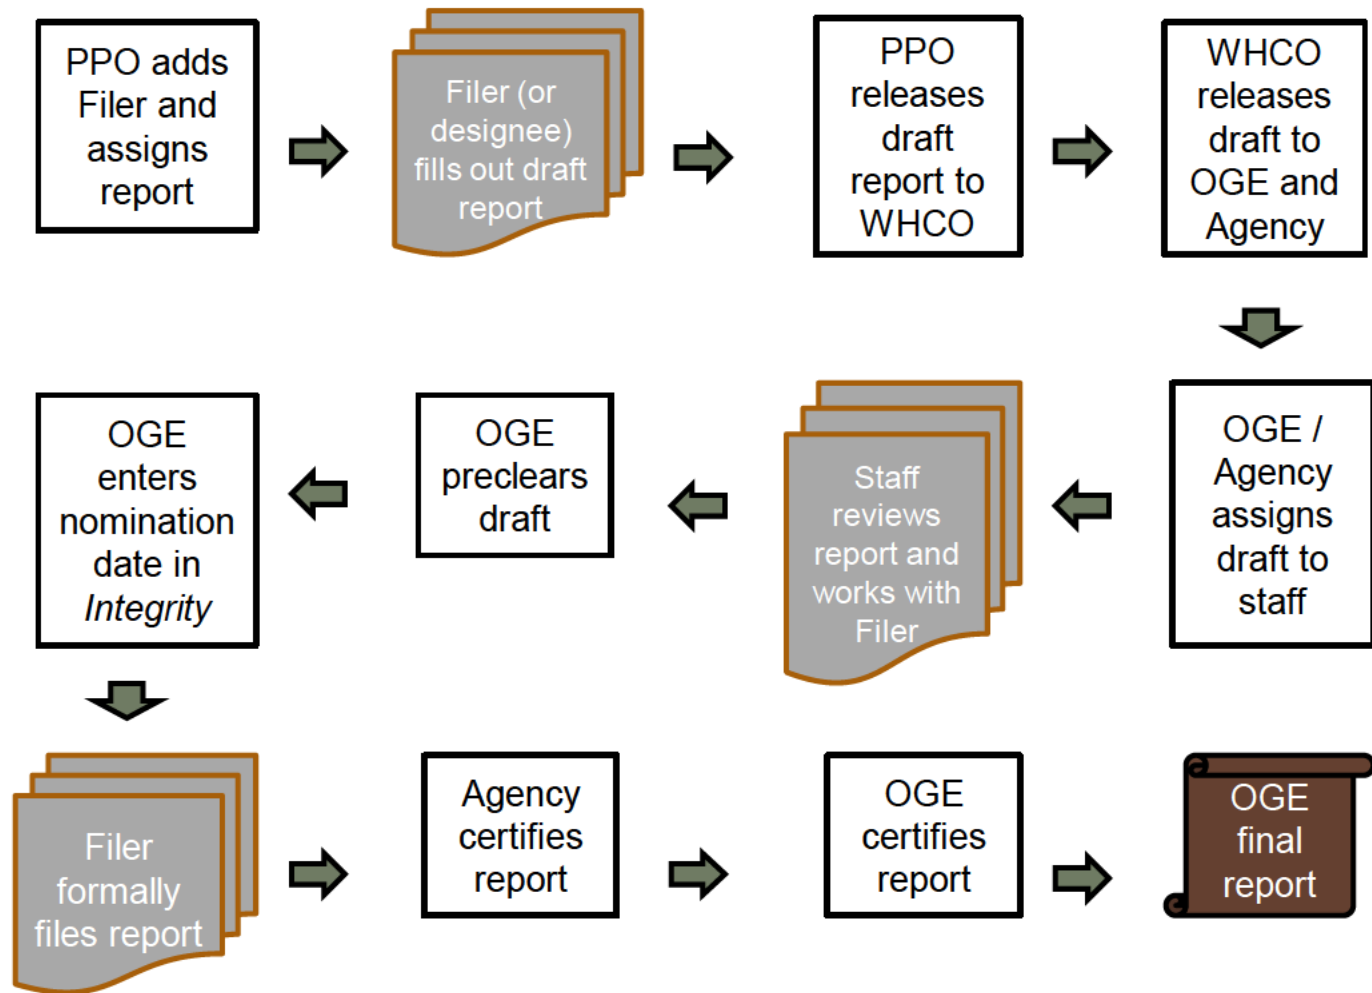 PPO adds
Filer and
assigns
report
Filer (or
designee)
fills out draft
report
PPO
releases
draft
report to
WHCO
WHCO
releases
draft to
OGE and
Agency
OGE /
Agency
assigns
draft to
staff
Staff
reviews
report and
works with
Filer
OGE
preclears
draft
OGE
enters
nomination
date in
Integrity
Filer
formally
files report
Agency
certifies
report
OGE
certifies
report
OGE
final
report